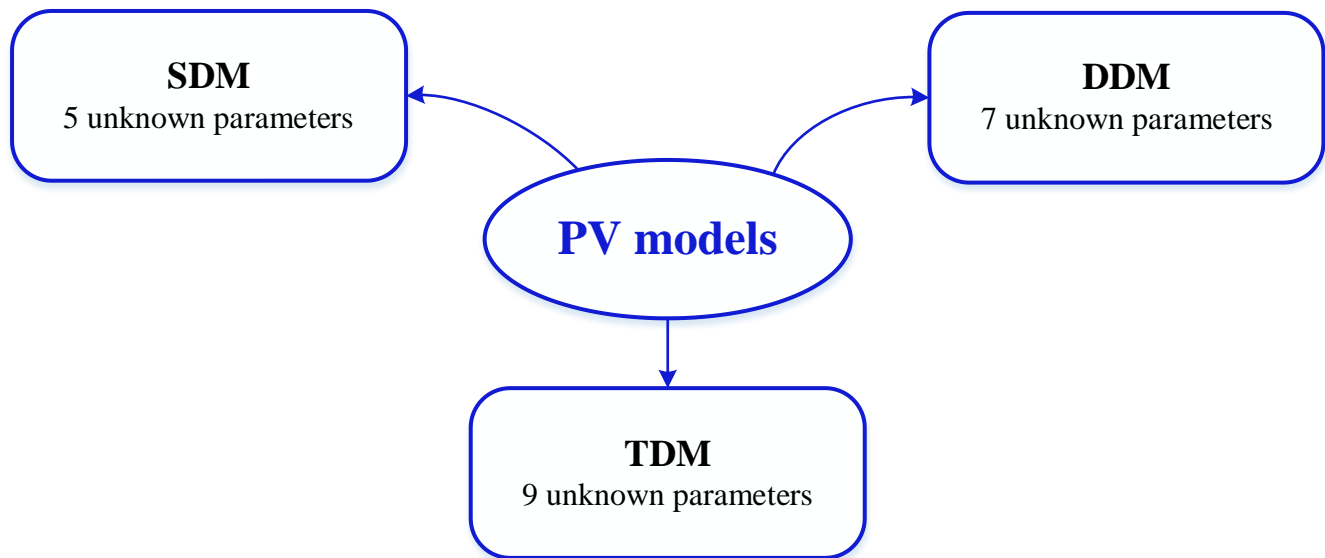 SDM
5 unknown parameters
DDM
7 unknown parameters
PV models
TDM
9 unknown parameters